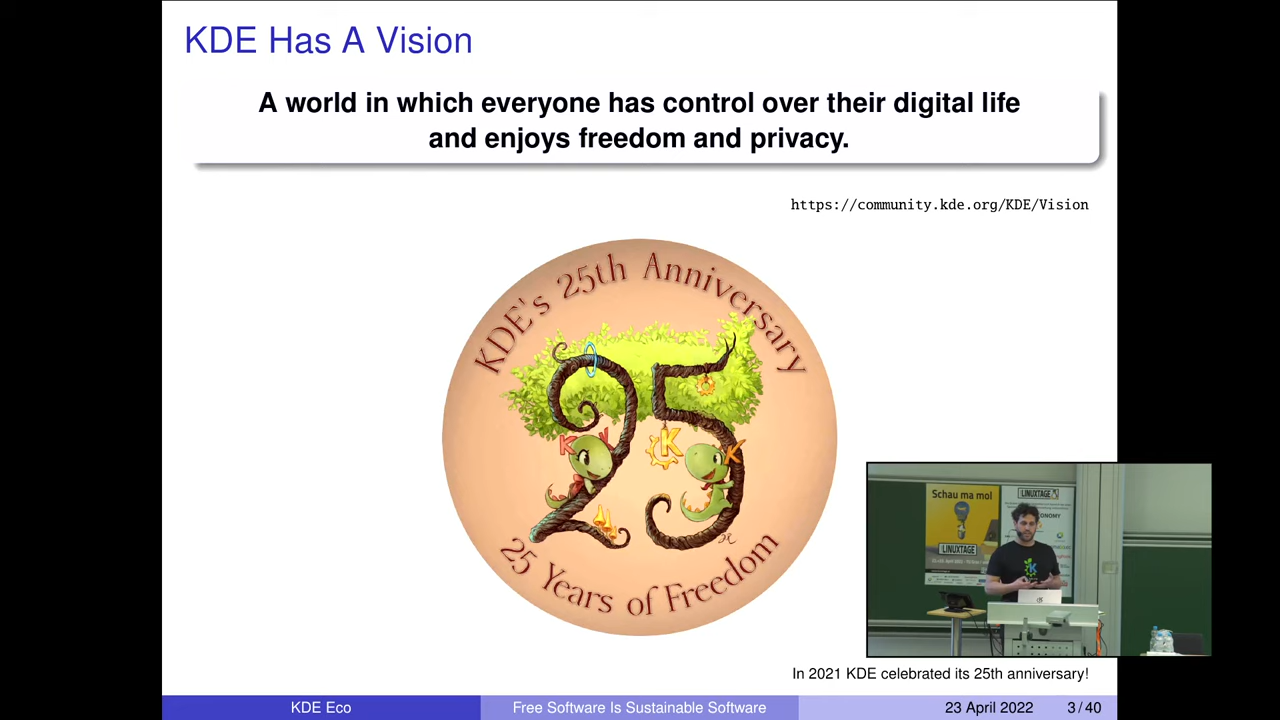 KDE Has A Vision
A world in which everyone has control over their digital life
and enjoys freedom and privacy.
https://community.kde.org/KDE/Vision
KDE's 25th Anniversary
25
K
K
K
25 Years of Freedom
Schau ma mol
LINUXTAGE
LINUXTAGE
In 2021 KDE celebrated its 25th anniversary!
KDE Eco
Free Software Is Sustainable Software
23 April 2022
3 / 40